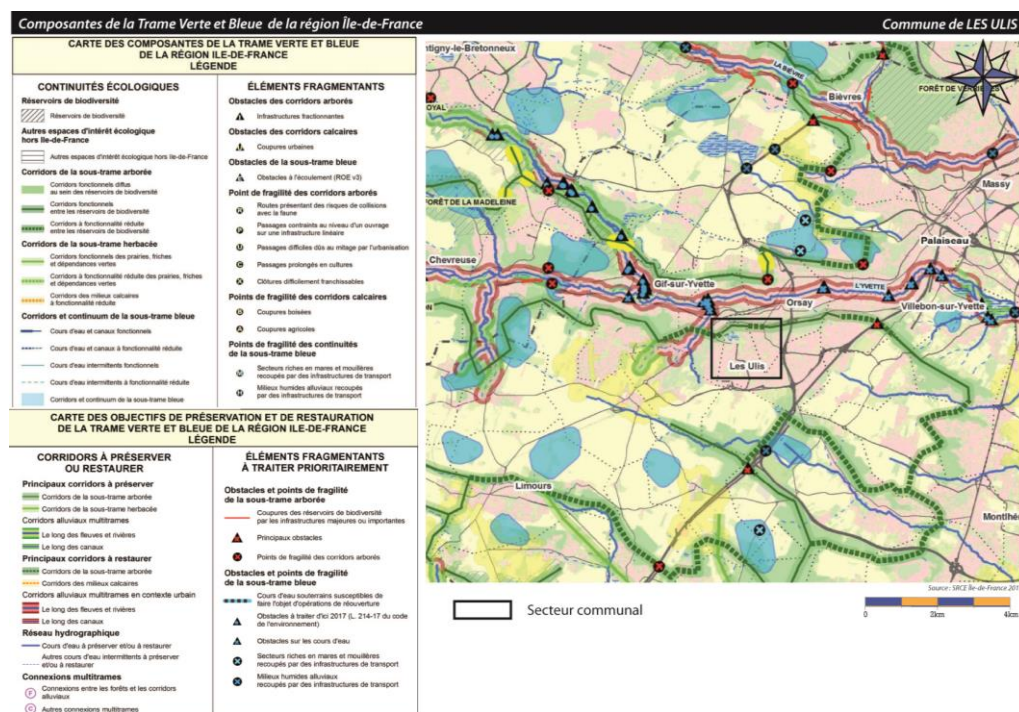 Composantes de la Trame Verte et Bleue de la région Île-de-France
Commune de LES ULIS
CARTE DES COMPOSANTES DE LA TRAME VERTE ET BLEUE
DE LA RÉGION ILE-DE-FRANCE
LÉGENDE
CONTINUITÉS ÉCOLOGIQUES
Réservoirs de biodiversité
Réservoirs de biodiversité
Autres espaces d'intérêt écologique
hors Ile-de-France
Autres espaces d'intérêt écologique hors Ile-de-France
Corridors de la sous-trame arborée
Corridors fonctionnels diffus
au sein des réservoirs de biodiversité
Corridors fonctionnels
entre les réservoirs de biodiversité
Corridors à fonctionnalité réduite
entre les réservoirs de biodiversité
Corridors de la sous-trame herbacée
Corridors fonctionnels des prairies, friches
et dépendances vertes
Corridors à fonctionnalité réduite des prairies, friches
et dépendances vertes
Corridors des milieux calcaires
à fonctionnalité réduite
Corridors et continuum de la sous-trame bleue
Cours d'eau et canaux fonctionnels
Cours d'eau et canaux à fonctionnalité réduite
Cours d'eau intermittents fonctionnels
Cours d'eau intermittents à fonctionnalité réduite
Corridors et continuum de la sous-trame bleue
ÉLÉMENTS FRAGMENTANTS
Obstacles des corridors arborés
Infrastructures fractionnantes
Obstacles des corridors calcaires
Coupures urbaines
Obstacles de la sous-trame bleue
Obstacles à l'écoulement (ROE v3)
Point de fragilité des corridors arborés
R Routes présentant des risques de collisions
avec la faune
P Passages contraints au niveau d'un ouvrage
sur une infrastructure linéaire
U Passages difficiles dûs au mitage par l'urbanisation
C Passages prolongés en cultures
Clôtures difficilement franchissables
Points de fragilité des corridors calcaires
B Coupures boisées
A Coupures agricoles
Points de fragilité des continuités
de la sous-trame bleue
Secteurs riches en mares et mouillères
recoupés par des infrastructures de transport
Milieux humides alluviaux recoupés
par des infrastructures de transport
CARTE DES OBJECTIFS DE PRÉSERVATION ET DE RESTAURATION
DE LA TRAME VERTE ET BLEUE DE LA RÉGION ILE-DE-FRANCE
LÉGENDE
CORRIDORS À PRÉSERVER
OU RESTAURER
Principaux corridors à préserver
Corridors de la sous-trame arborée
Corridors de la sous-trame herbacée
Corridors alluviaux multitrames
Le long des fleuves et rivières
Le long des canaux
Principaux corridors à restaurer
Corridors de la sous-trame arborée
Corridors des milieux calcaires
Corridors alluviaux multitrames en contexte urbain
Le long des fleuves et rivières
Le long des canaux
Réseau hydrographique
Cours d'eau à préserver et/ou à restaurer
Autres cours d'eau intermittents à préserver
et/ou à restaurer
Connexions multitrames
F Connexions entre les forêts et les corridors
alluviaux
C Autres connexions multitrames
ÉLÉMENTS FRAGMENTANTS
À TRAITER PRIORITAIREMENT
Obstacles et points de fragilité
de la sous-trame arborée
Coupures des réservoirs de biodiversité
par les infrastructures majeures ou importantes
Principaux obstacles
Points de fragilité des corridors arborés
Obstacles et points de fragilité
de la sous-trame bleue
Cours d'eau souterrains susceptibles de
faire l'objet d'opérations de réouverture
Obstacles à traiter d'ici 2017 (L. 214-17 du code
de l'environnement)
Obstacles sur les cours d'eau
Secteurs riches en mares et mouillères
recoupés par des infrastructures de transport
Milieux humides alluviaux
recoupés par des infrastructures de transport
ntigny-le-Bretonneux
LA BIÈVRE
Bièvres
FORÊT DE VERRIÈRES
OYAL
Massy
FORÊT DE LA MADELEINE
Palaiseau
Chevreuse
Gif-sur-Yvette
Orsay
L'YVETTE
Villebon-sur-Yvette
ON
Les Ulis
Limours
Montlhé
Source : SRCE Île-de-France 201
Secteur communal
0 2km 4km